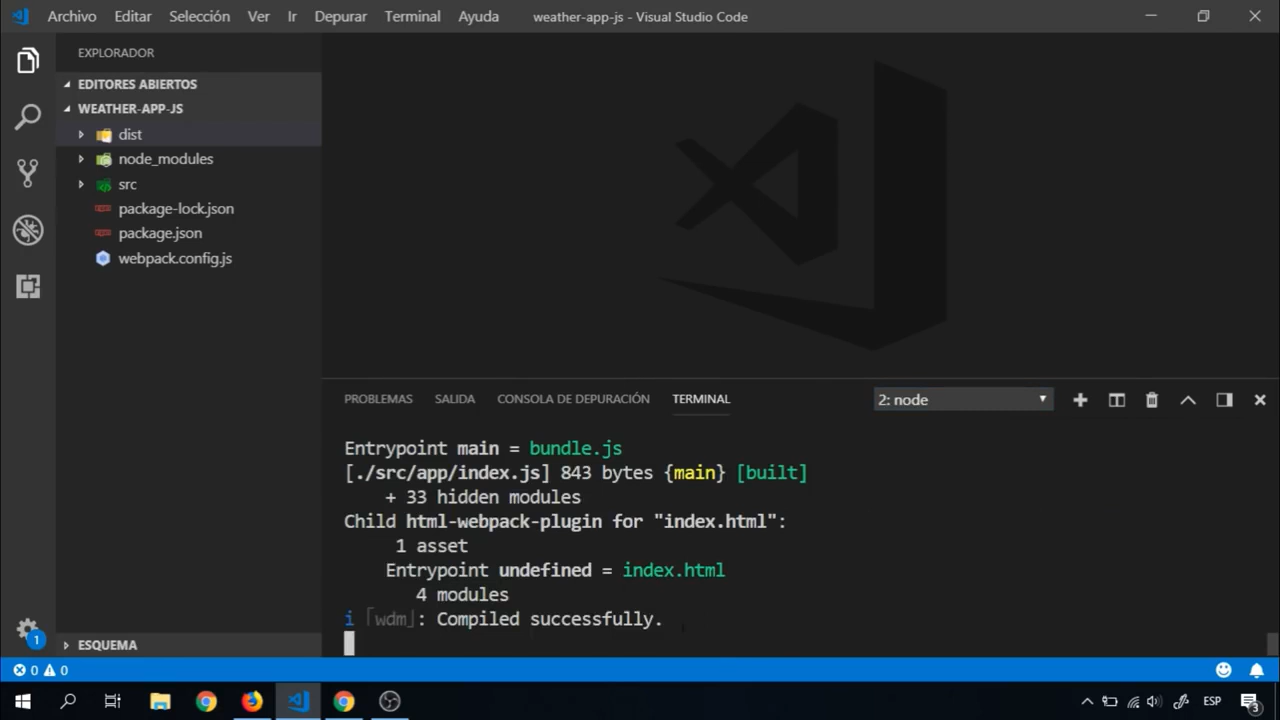 Archivo Editar Selección Ver Ir Depurar Terminal Ayuda weather-app-js - Visual Studio Code
EXPLORADOR
EDITORES ABIERTOS
WEATHER-APP-JS
dist
node_modules
src
package-lock.json
package.json
webpack.config.js
ESQUEMA
PROBLEMAS SALIDA CONSOLA DE DEPURACIÓN TERMINAL 2: node
Entrypoint main = bundle.js
[./src/app/index.js] 843 bytes {main} [built]
+ 33 hidden modules
Child html-webpack-plugin for "index.html":
1 asset
Entrypoint undefined = index.html
4 modules
i ｢wdm｣: Compiled successfully.
1
0 0
ESP
3